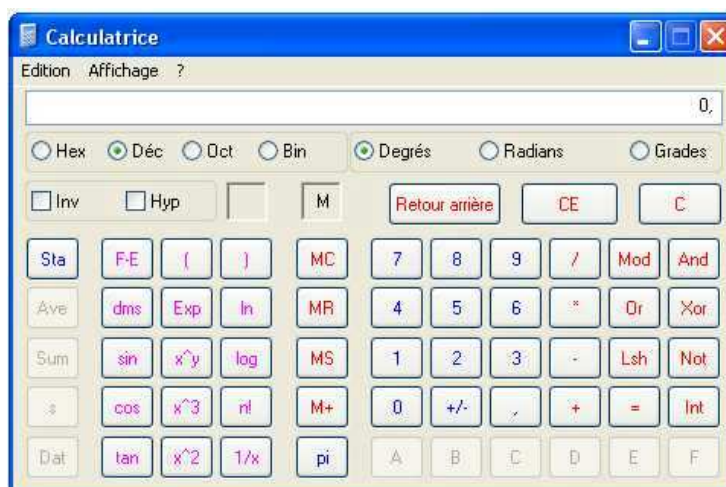 Calculatrice
Edition Affichage ?
0,
Hex Déc Oct Bin Degrés Radians Grades
Inv Hyp M Retour arrière CE C
Sta F-E ( ) MC 7 8 9 / Mod And
Ave dms Exp ln MR 4 5 6 * Or Xor
Sum sin x^y log MS 1 2 3 - Lsh Not
s cos x^3 n! M+ 0 +/- , + = Int
Dat tan x^2 1/x pi A B C D E F